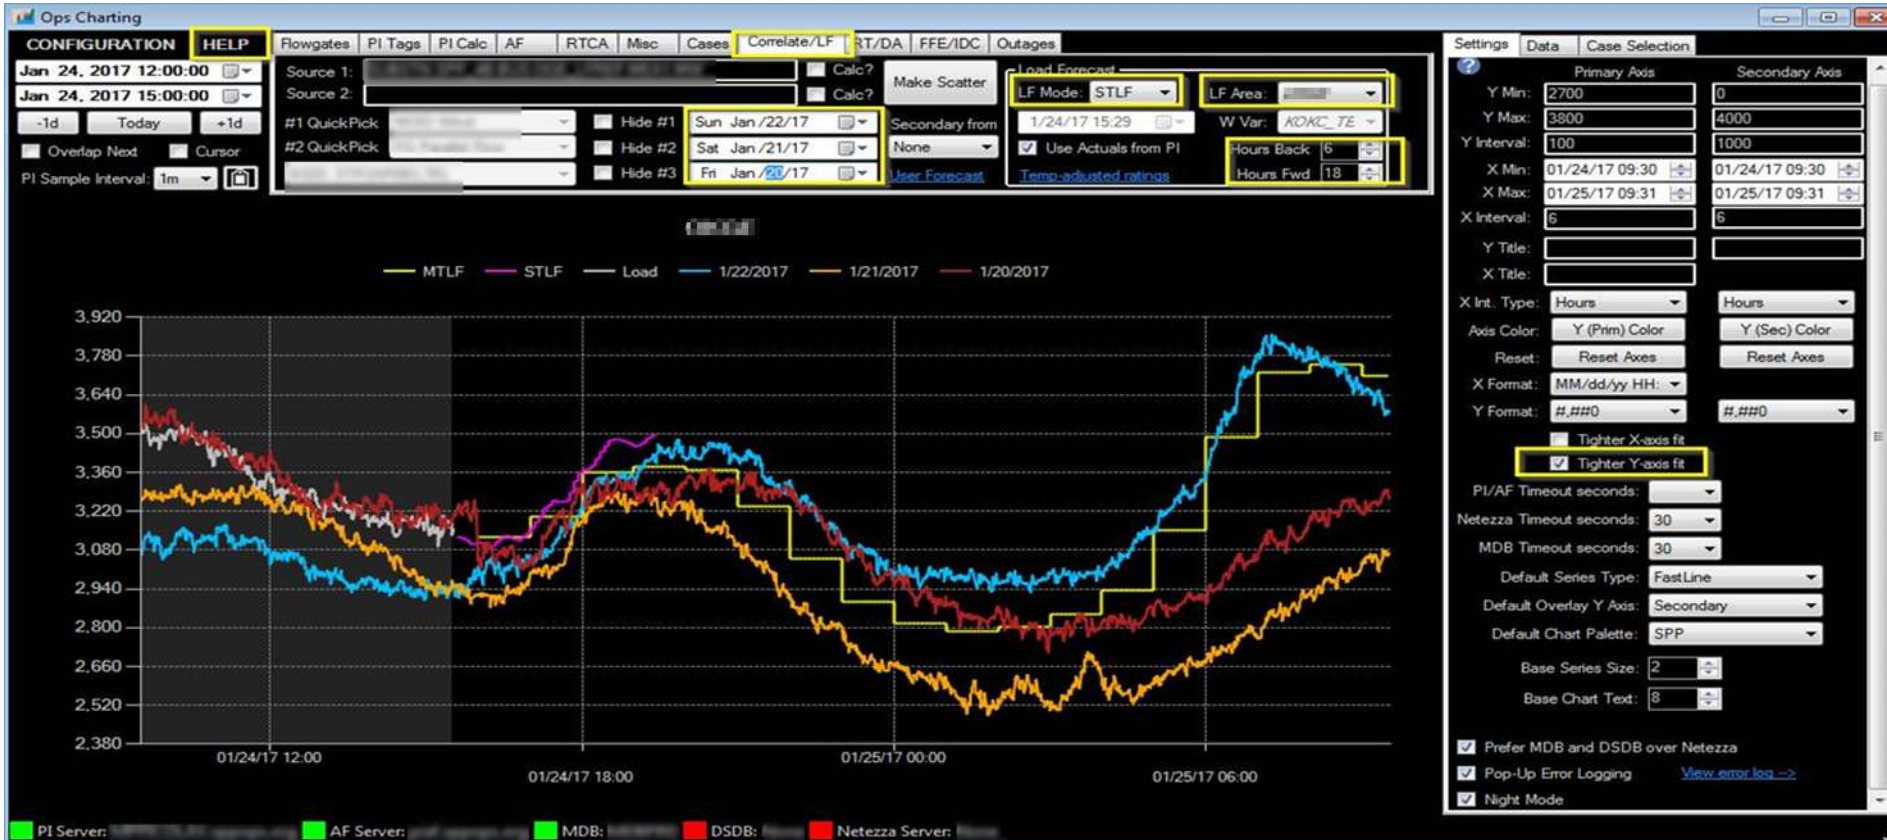 Ops Charting
CONFIGURATION HELP Flowgates PI Tags PI Calc AF RTCA Misc Cases Correlate/LF RT/DA FFE/IDC Outages
Jan 24, 2017 12:00:00
Jan 24, 2017 15:00:00
-1d Today +1d
Overlap Next Cursor
PI Sample Interval: 1m
Source 1: Calc?
Source 2: Calc?
Make Scatter
#1 QuickPick Hide #1 Sun Jan /22/17
#2 QuickPick Hide #2 Sat Jan /21/17
Hide #3 Fri Jan /20/17
Secondary from
None
User Forecast
Load Forecast
LF Mode: STLF LF Area:
1/24/17 15:29 W Var: KOKC_TE
Use Actuals from PI Hours Back 6
Temp-adjusted ratings Hours Fwd 18
MTLF STLF Load 1/22/2017 1/21/2017 1/20/2017
3,920
3,780
3,640
3,500
3,360
3,220
3,080
2,940
2,800
2,660
2,520
2,380
01/24/17 12:00
01/24/17 18:00
01/25/17 00:00
01/25/17 06:00
Settings Data Case Selection
? Primary Axis Secondary Axis
Y Min: 2700 0
Y Max: 3800 4000
Y Interval: 100 1000
X Min: 01/24/17 09:30 01/24/17 09:30
X Max: 01/25/17 09:31 01/25/17 09:31
X Interval: 6 6
Y Title:
X Title:
X Int. Type: Hours Hours
Axis Color: Y (Prim) Color Y (Sec) Color
Reset: Reset Axes Reset Axes
X Format: MM/dd/yy HH:
Y Format: #,##0 #,##0
Tighter X-axis fit
Tighter Y-axis fit
PI/AF Timeout seconds:
Netezza Timeout seconds: 30
MDB Timeout seconds: 30
Default Series Type: FastLine
Default Overlay Y Axis: Secondary
Default Chart Palette: SPP
Base Series Size: 2
Base Chart Text: 8
Prefer MDB and DSDB over Netezza
Pop-Up Error Logging View error log -->
Night Mode
PI Server: AF Server: MDB: DSDB: Netezza Server: